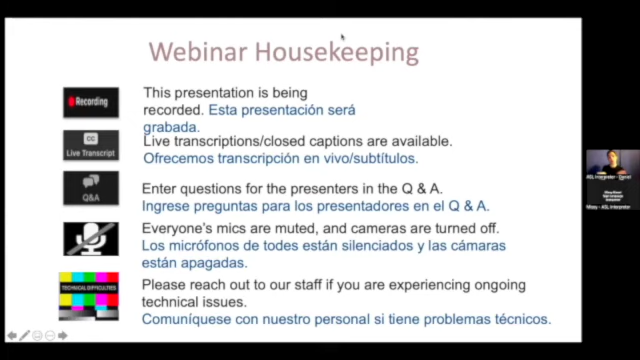 Webinar Housekeeping
Recording
This presentation is being
recorded. Esta presentación será
grabada.
CC
Live Transcript
Live transcriptions/closed captions are available.
Ofrecemos transcripción en vivo/subtítulos.
Q&A
Enter questions for the presenters in the Q & A.
Ingrese preguntas para los presentadores en el Q & A.
Everyone's mics are muted, and cameras are turned off.
Los micrófonos de todes están silenciados y las cámaras
están apagadas.
TECHNICAL DIFFICULTIES
Please reach out to our staff if you are experiencing ongoing
technical issues.
Comuníquese con nuestro personal si tiene problemas técnicos.
ASL Interpreter - Daniel
ASL Interpreter